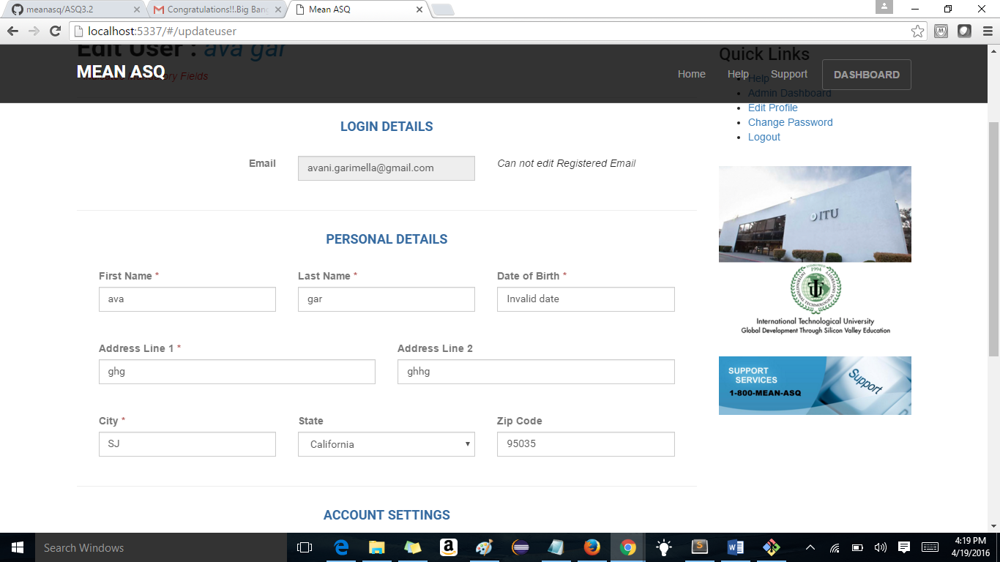 meanasq/ASQ3.2
Congratulations!!.Big Bang
Mean ASQ
localhost:5337/#/updateuser
Edit User : ava gar
MEAN ASQ
Mandatory Fields
Home
Help
Support
DASHBOARD
Quick Links
Help
Admin Dashboard
Edit Profile
Change Password
Logout
LOGIN DETAILS
Email
avani.garimella@gmail.com
Can not edit Registered Email
PERSONAL DETAILS
First Name *
Last Name *
Date of Birth *
ava
gar
Invalid date
Address Line 1 *
Address Line 2
ghg
ghhg
City *
State
Zip Code
SJ
California
95035
ACCOUNT SETTINGS
ITU
1994
International Technological University
Global Development Through Silicon Valley Education
SUPPORT
SERVICES
1-800-MEAN-ASQ
Support
Search Windows
4:19 PM
4/19/2016